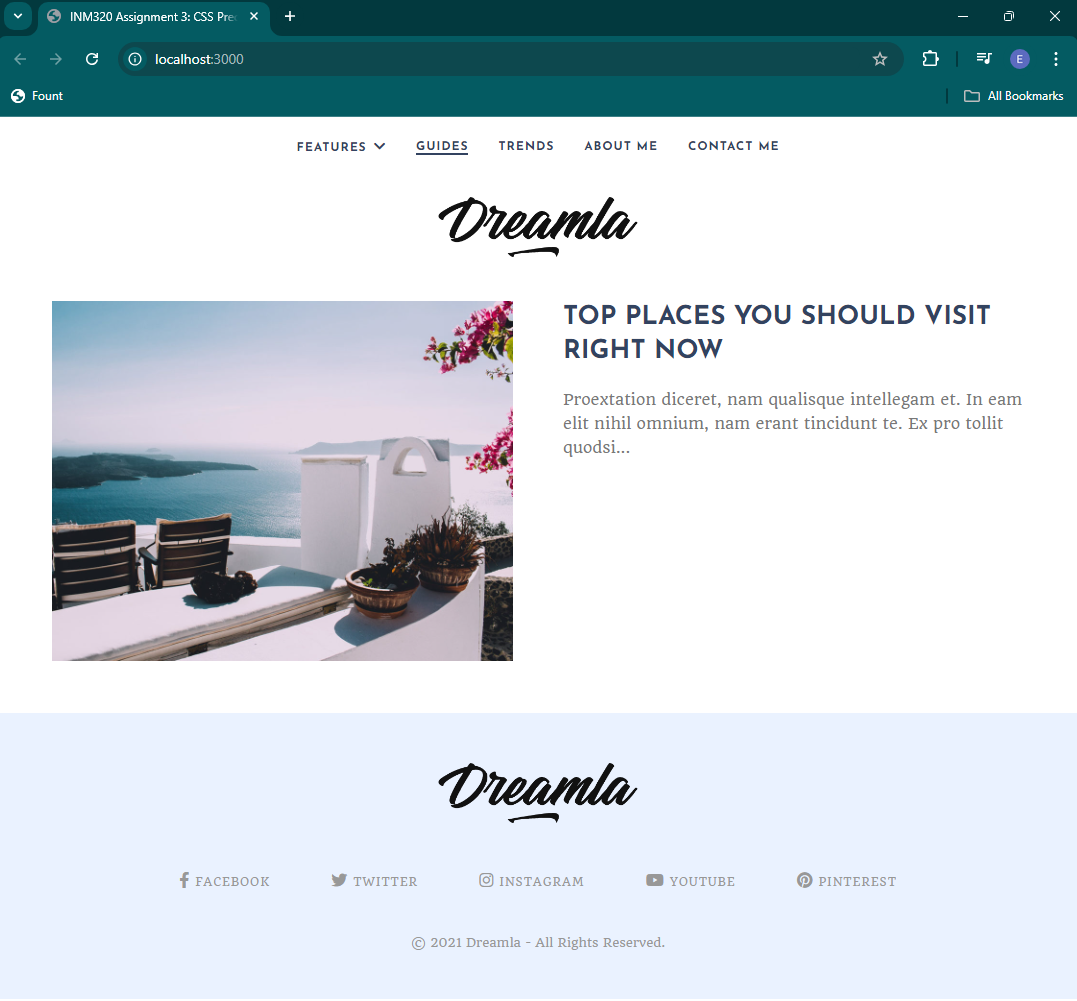 INM320 Assignment 3: CSS Pre
localhost:3000
E
Fount
All Bookmarks
FEATURES GUIDES TRENDS ABOUT ME CONTACT ME
Dreamla
TOP PLACES YOU SHOULD VISIT
RIGHT NOW
Proextation diceret, nam qualisque intellegam et. In eam
elit nihil omnium, nam erant tincidunt te. Ex pro tollit
quodsi...
Dreamla
FACEBOOK TWITTER INSTAGRAM YOUTUBE PINTEREST
© 2021 Dreamla - All Rights Reserved.